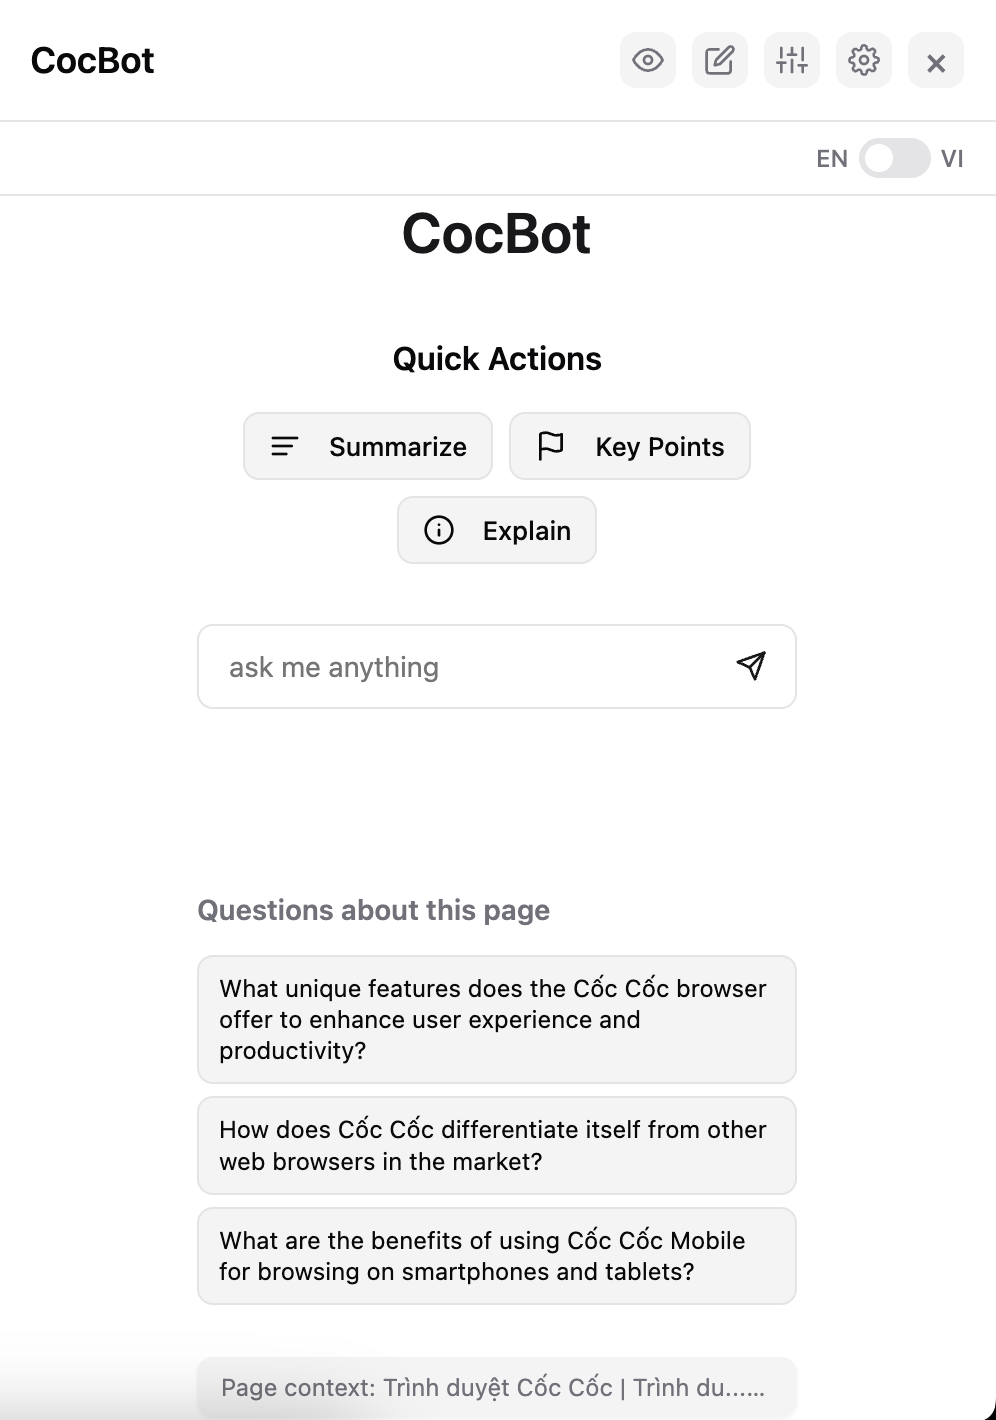 CocBot
EN VI
CocBot
Quick Actions
Summarize
Key Points
Explain
ask me anything
Questions about this page
What unique features does the Cốc Cốc browser
offer to enhance user experience and
productivity?
How does Cốc Cốc differentiate itself from other
web browsers in the market?
What are the benefits of using Cốc Cốc Mobile
for browsing on smartphones and tablets?
Page context: Trình duyệt Cốc Cốc | Trình du......